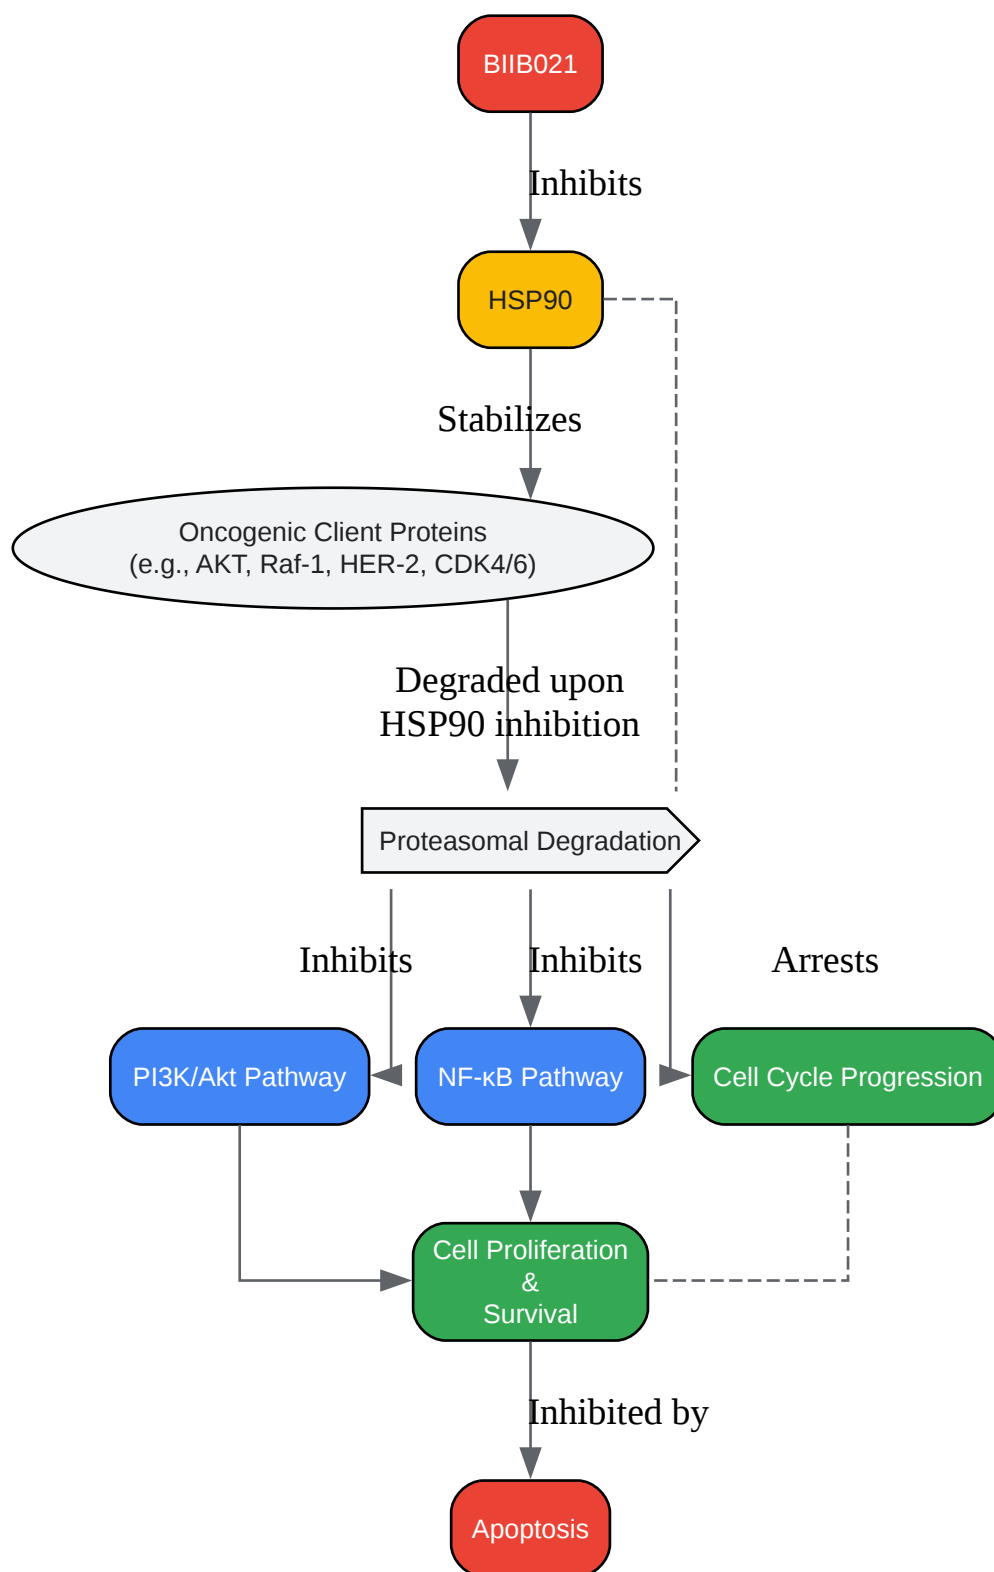 BIIB021
Inhibits
HSP90
Stabilizes
Oncogenic Client Proteins
(e.g., AKT, Raf-1, HER-2, CDK4/6)
Degraded upon
HSP90 inhibition
Proteasomal Degradation
Inhibits
Inhibits
Arrests
PI3K/Akt Pathway
NF-κB Pathway
Cell Cycle Progression
Cell Proliferation
&
Survival
Inhibited by
Apoptosis